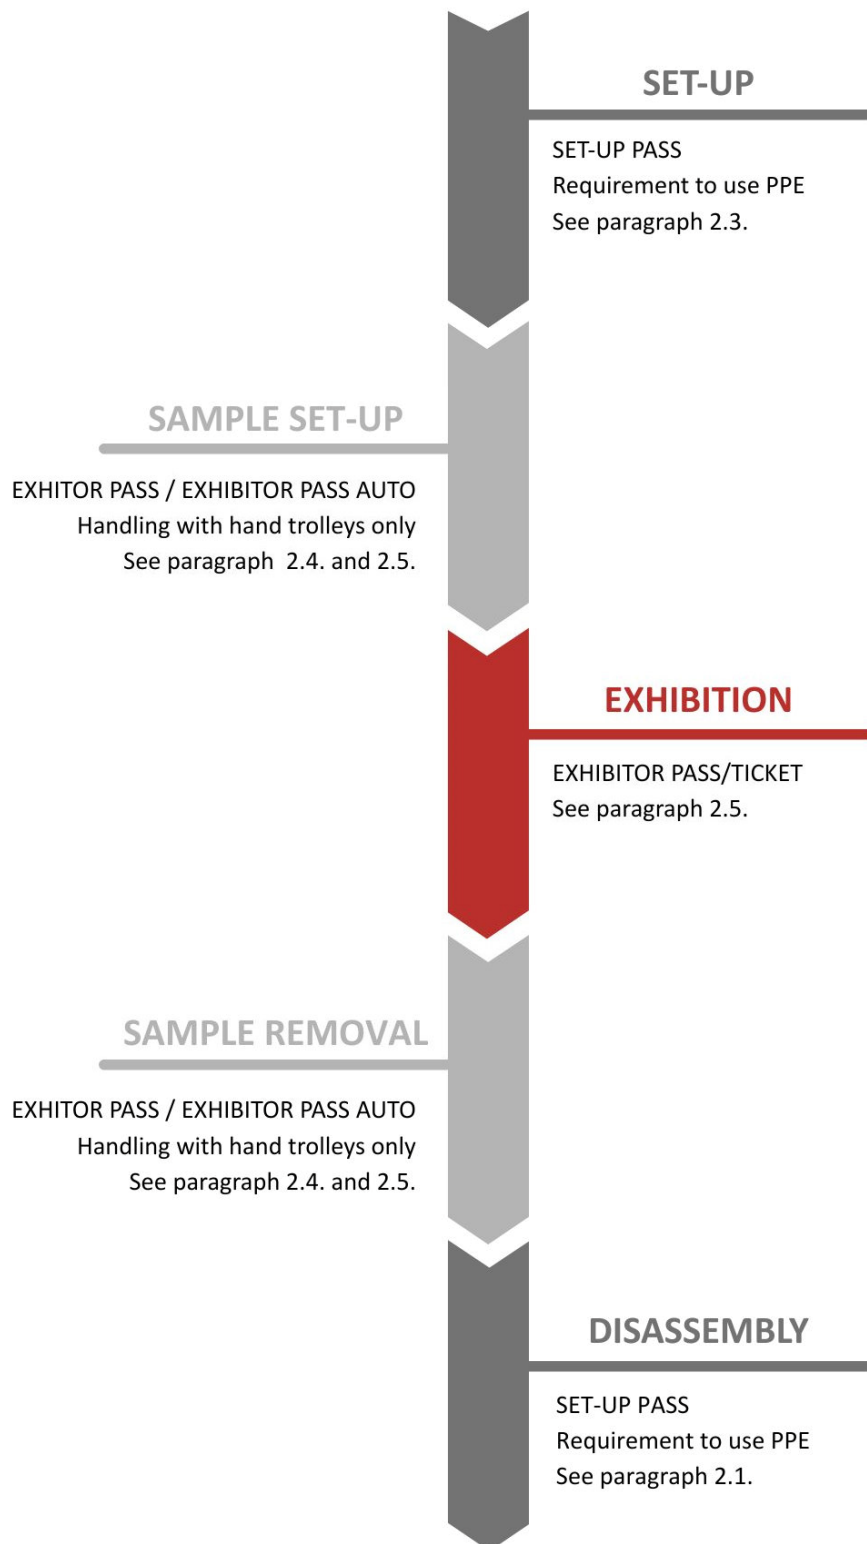 SET-UP
SET-UP PASS
Requirement to use PPE
See paragraph 2.3.
SAMPLE SET-UP
EXHITOR PASS / EXHIBITOR PASS AUTO
Handling with hand trolleys only
See paragraph  2.4. and 2.5.
EXHIBITION
EXHIBITOR PASS/TICKET
See paragraph 2.5.
SAMPLE REMOVAL
EXHITOR PASS / EXHIBITOR PASS AUTO
Handling with hand trolleys only
See paragraph 2.4. and 2.5.
DISASSEMBLY
SET-UP PASS
Requirement to use PPE
See paragraph 2.1.